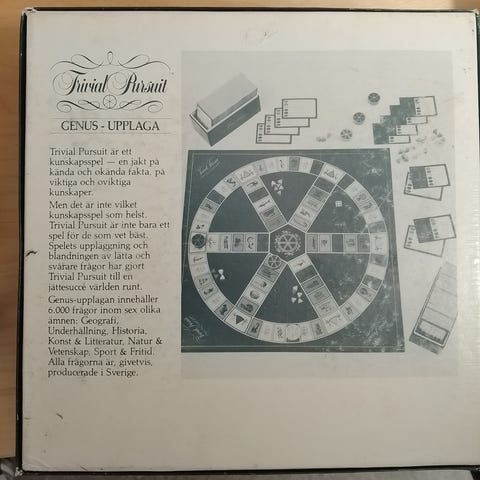 Trivial Pursuit
GENUS - UPPLAGA
Trivial Pursuit är ett
kunskapsspel — en jakt på
kända och okända fakta, på
viktiga och oviktiga
kunskaper.
Men det är inte vilket
kunskapsspel som helst.
Trivial Pursuit är inte bara ett
spel för de som vet bäst.
Spelets uppläggning och
blandningen av lätta och
svårare frågor har gjort
Trivial Pursuit till en
jättesuccé världen runt.
Genus-upplagan innehåller
6.000 frågor inom sex olika
ämnen: Geografi,
Underhållning, Historia,
Konst & Litteratur, Natur &
Vetenskap, Sport & Fritid.
Alla frågorna är, givetvis,
producerade i Sverige.